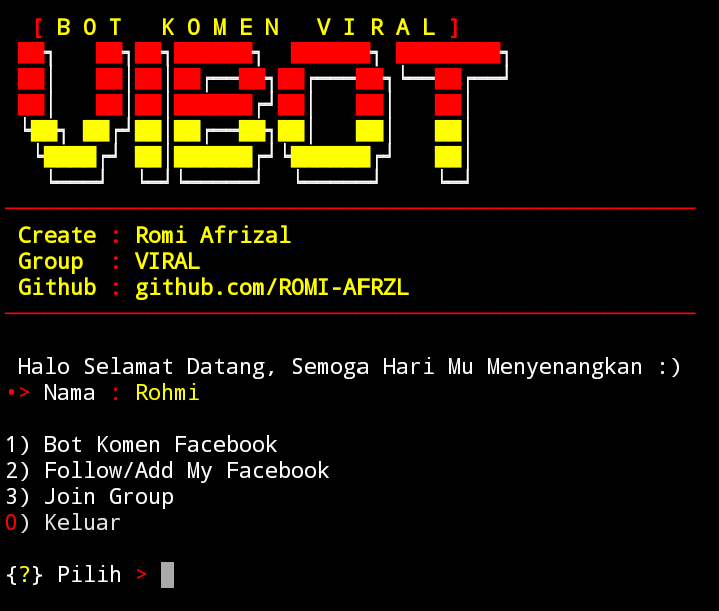 [ B O T   K O M E N   V I R A L ]
VIBOT
Create : Romi Afrizal
Group  : VIRAL
Github : github.com/ROMI-AFRZL
Halo Selamat Datang, Semoga Hari Mu Menyenangkan :)
•> Nama : Rohmi
1) Bot Komen Facebook
2) Follow/Add My Facebook
3) Join Group
0) Keluar
{?} Pilih >